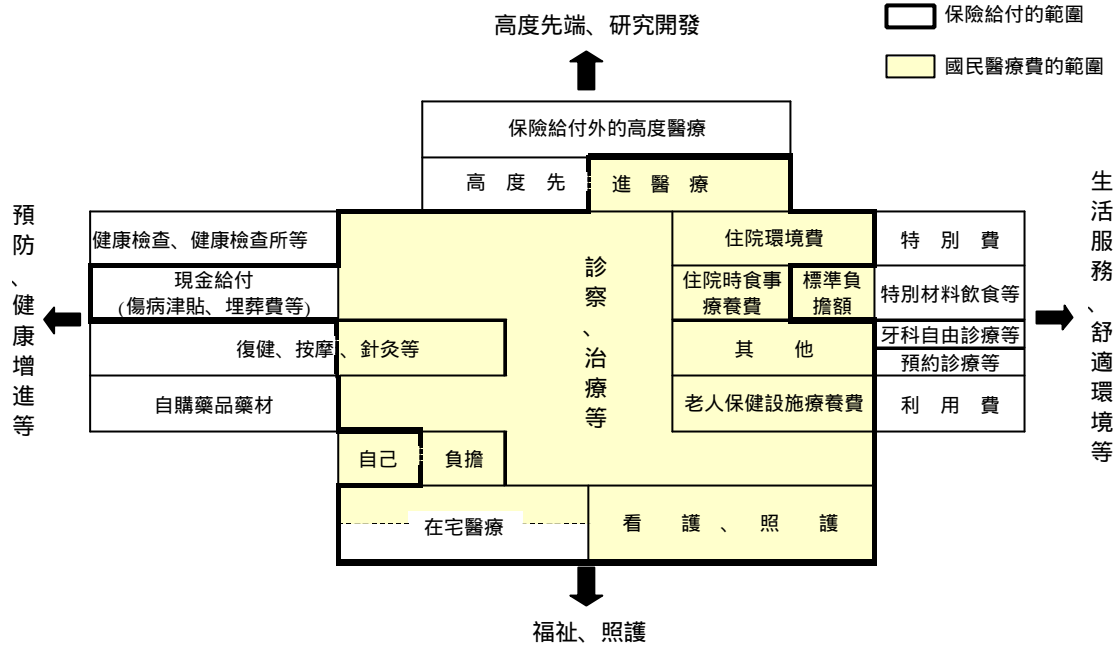 保險給付的範圍
國民醫療費的範圍
高度先端、研究開發
保險給付外的高度醫療
高 度 先 進 醫 療
預防、健康增進等
健康檢查、健康檢查所等
現金給付
(傷病津貼、埋葬費等)
復健、按摩、針灸等
自購藥品藥材
自己 負擔
診察、治療等
住院環境費
住院時食事
療養費
標準負
擔額
其 他
老人保健設施療養費
特 別 費
特別材料飲食等
牙科自由診療等
預約診療等
利 用 費
生活服務、舒適環境等
在宅醫療
看 護 、 照 護
福祉、照護